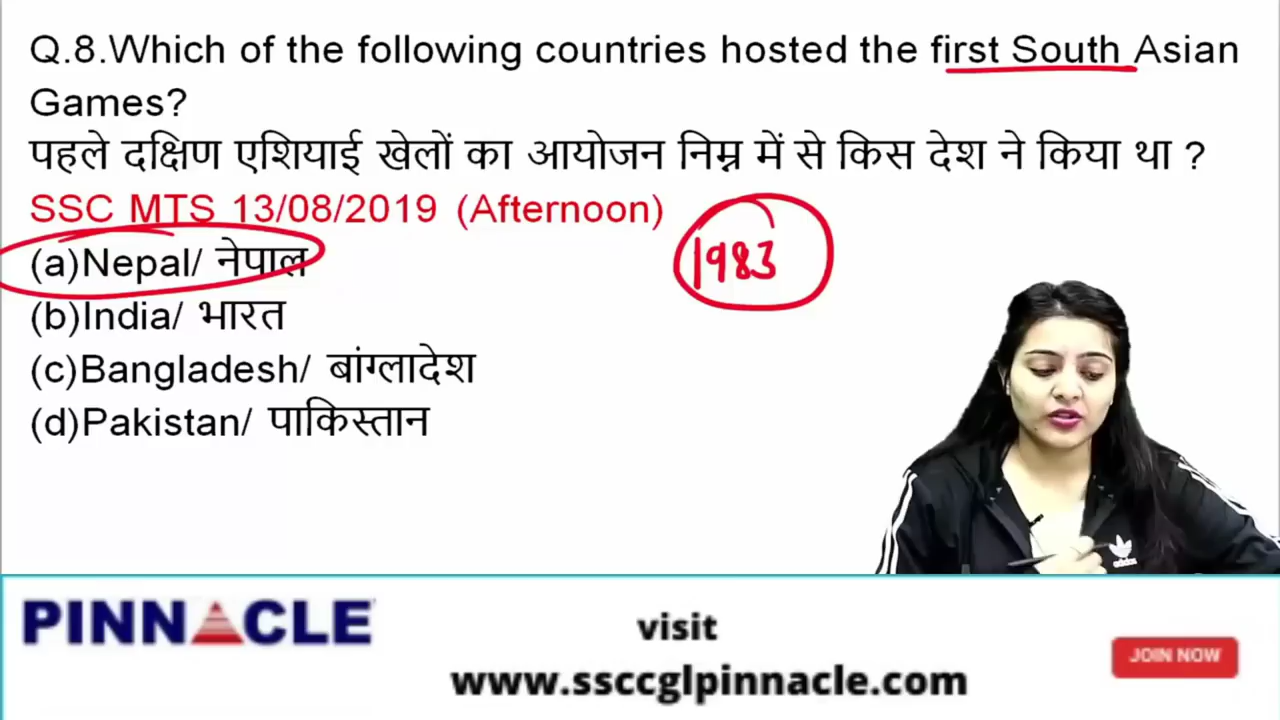 Q.8.Which of the following countries hosted the first South Asian
Games?
पहले दक्षिण एशियाई खेलों का आयोजन निम्न में से किस देश ने किया था ?
SSC MTS 13/08/2019 (Afternoon)
(a)Nepal/ नेपाल
1983
(b)India/ भारत
(c)Bangladesh/ बांग्लादेश
(d)Pakistan/ पाकिस्तान
adidas
PINNACLE
visit
www.ssccglpinnacle.com
JOIN NOW